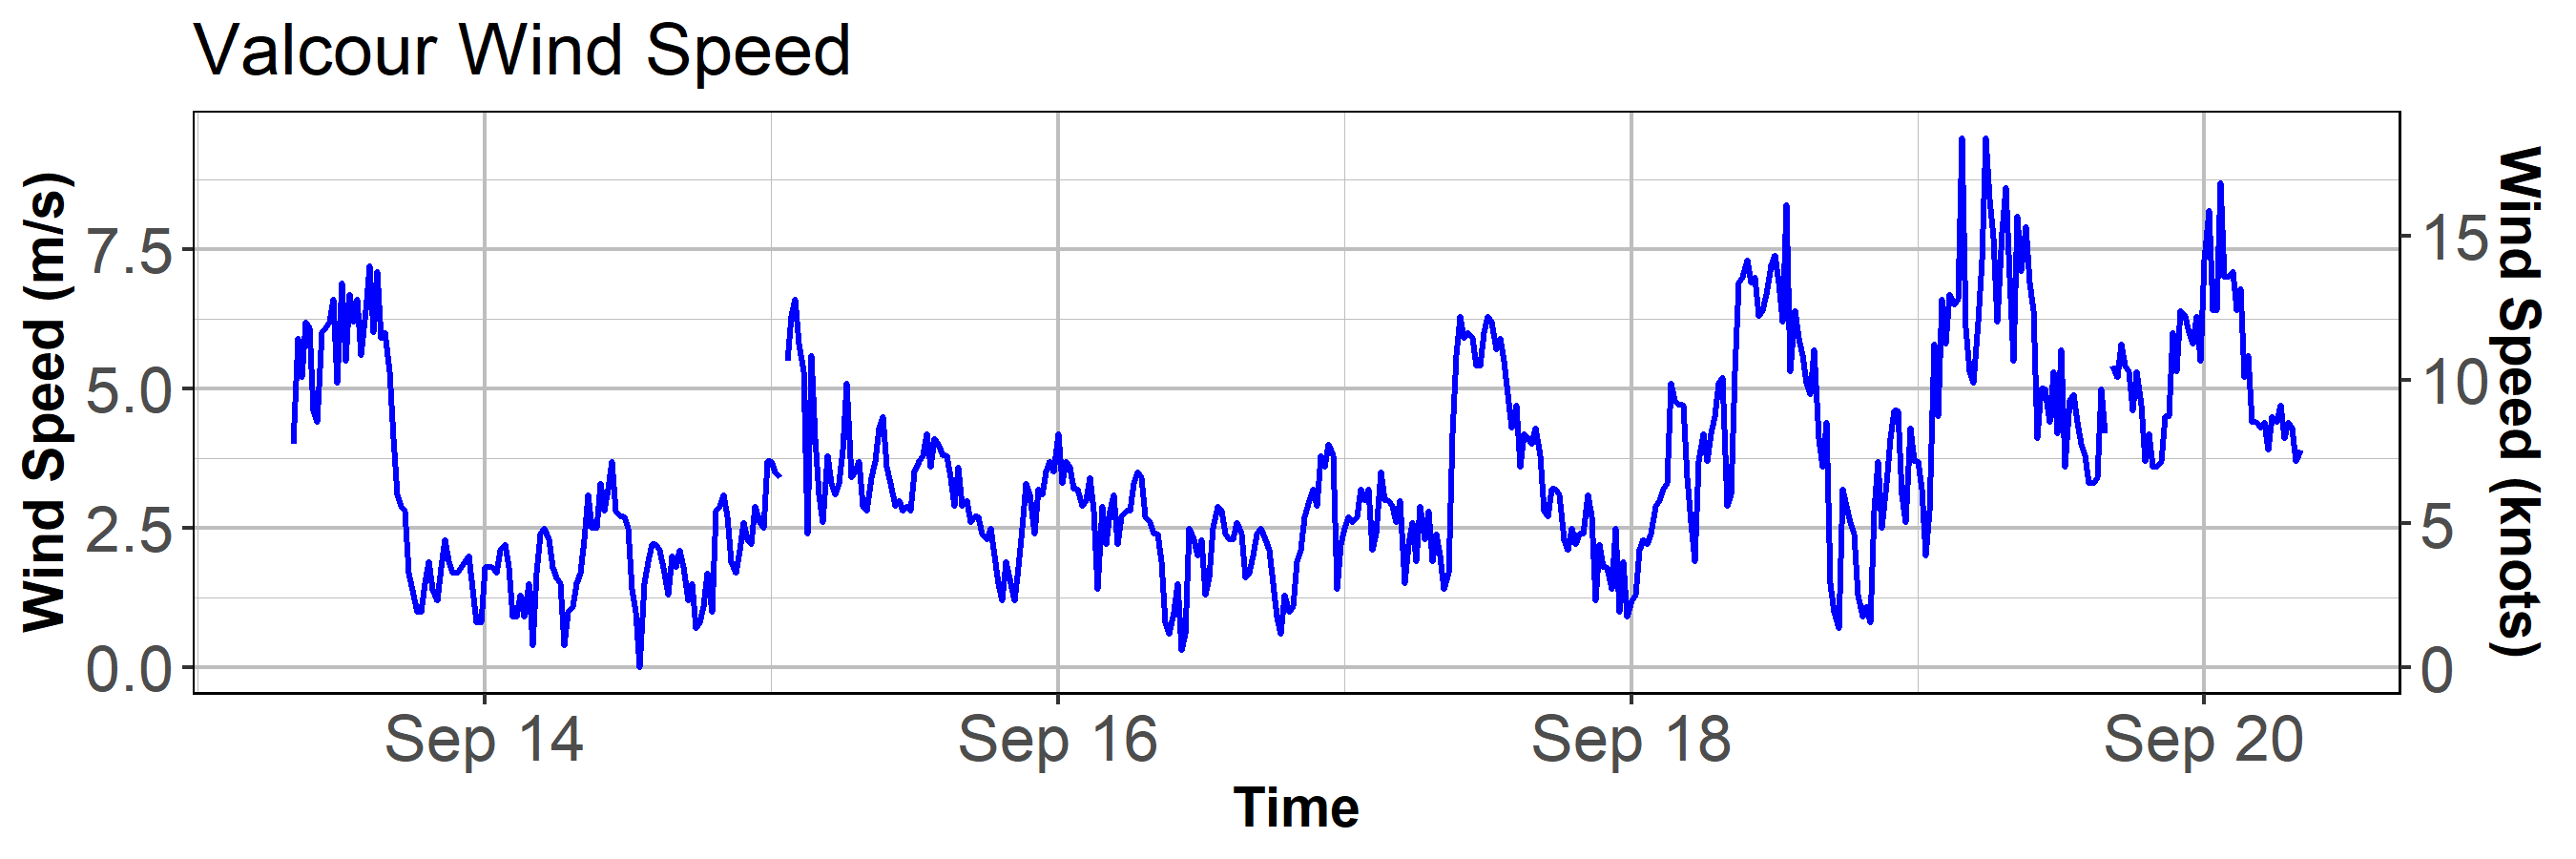 Valcour Wind Speed
Wind Speed (m/s)
7.5
5.0
2.5
0.0
15
10
5
0
Wind Speed (knots)
Sep 14
Sep 16
Sep 18
Sep 20
Time